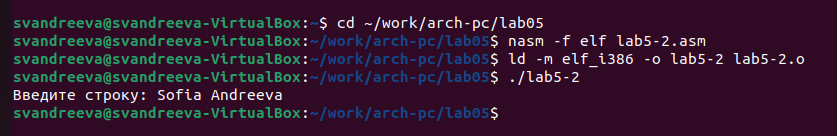 svandreeva@svandreeva-VirtualBox:~$ cd ~/work/arch-pc/lab05
svandreeva@svandreeva-VirtualBox:~/work/arch-pc/lab05$ nasm -f elf lab5-2.asm
svandreeva@svandreeva-VirtualBox:~/work/arch-pc/lab05$ ld -m elf_i386 -o lab5-2 lab5-2.o
svandreeva@svandreeva-VirtualBox:~/work/arch-pc/lab05$ ./lab5-2
Введите строку: Sofia Andreeva
svandreeva@svandreeva-VirtualBox:~/work/arch-pc/lab05$